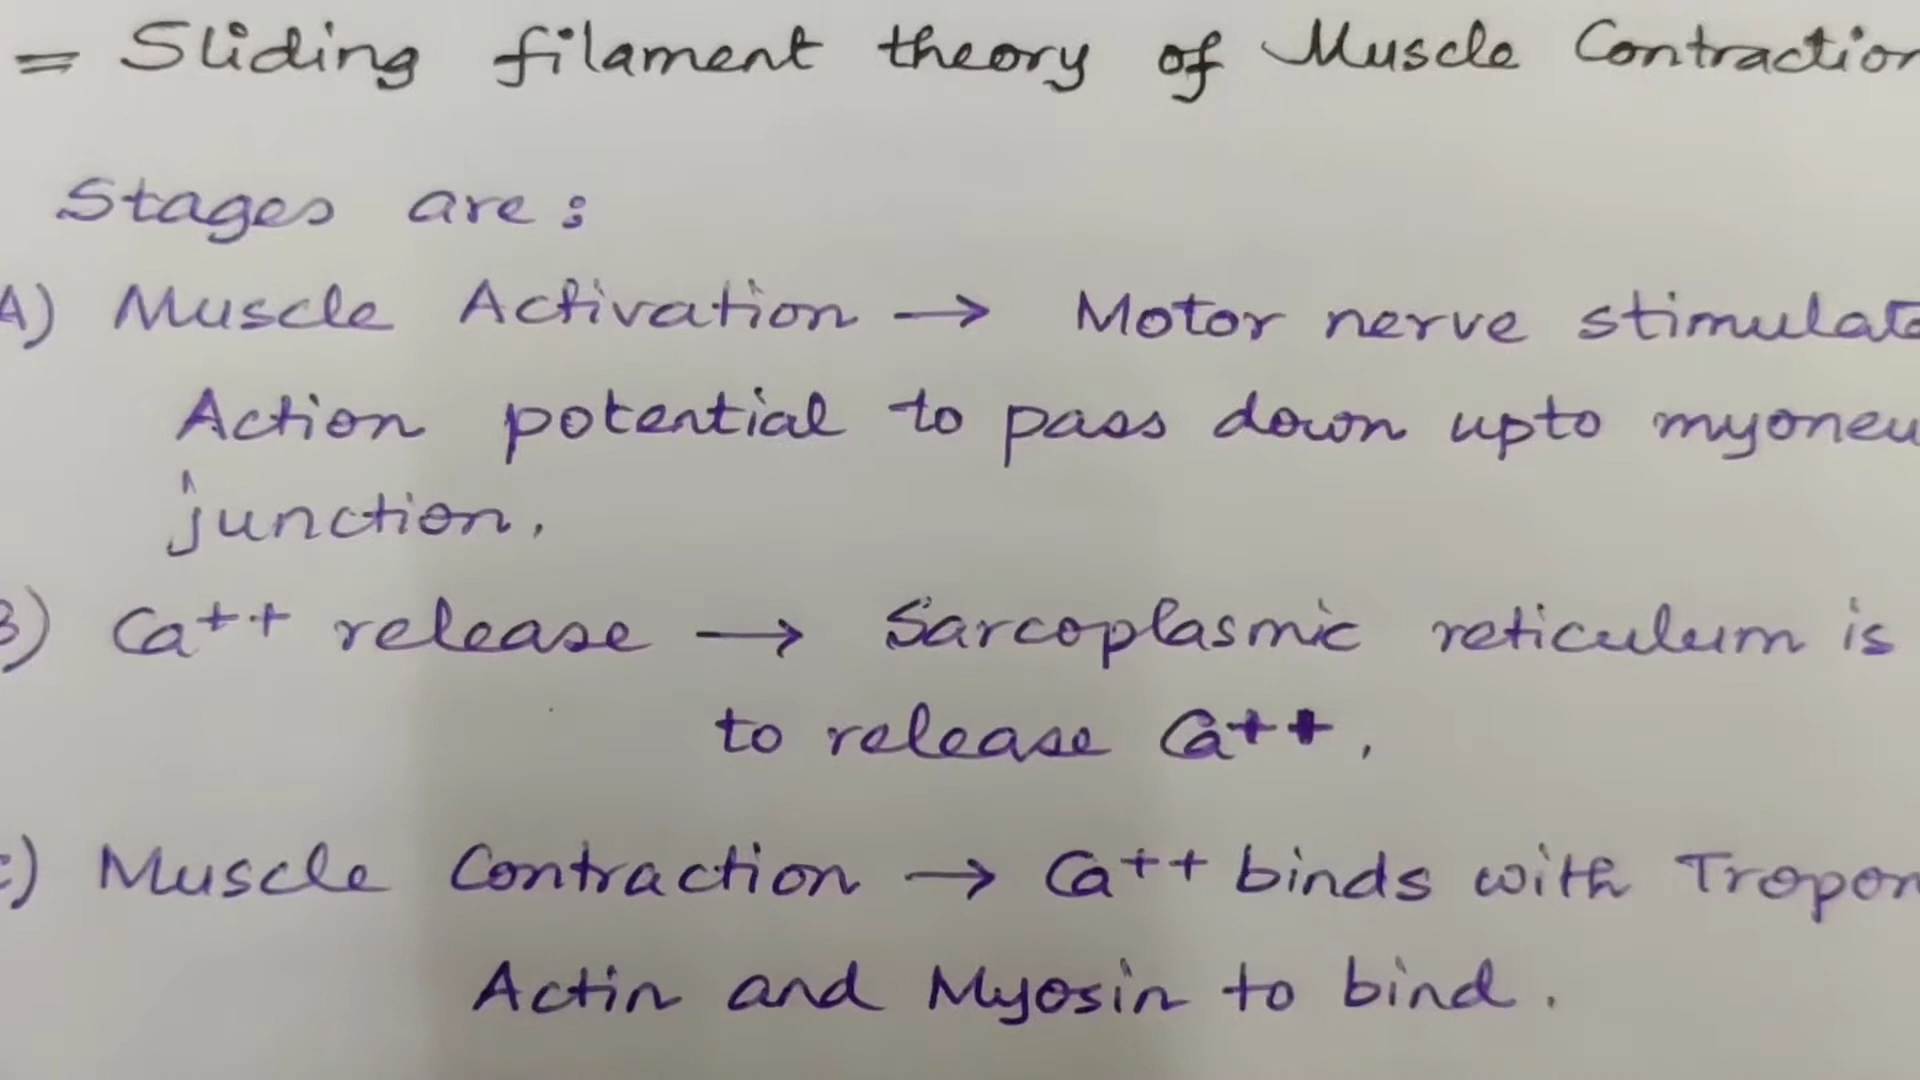 = Sliding filament theory of Muscle Contraction
Stages are:
A) Muscle Activation → Motor nerve stimulate
Action potential to pass down upto myoneu
junction.
B) Ca++ release → Sarcoplasmic reticulum is
to release Ca++.
C) Muscle Contraction → Ca++ binds with Tropon
Actin and Myosin to bind.